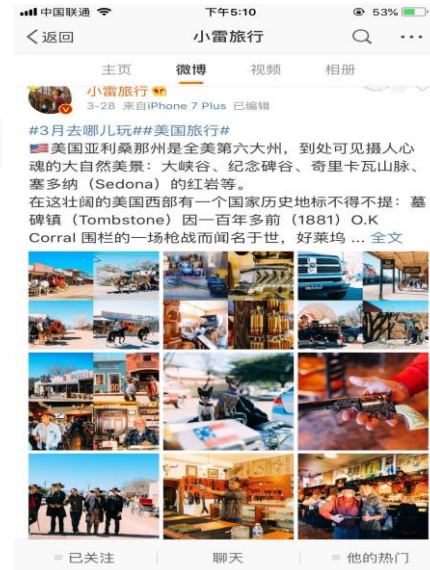 中国联通 下午5:10 53%
返回 小雷旅行
主页 微博 视频 相册
小雷旅行
3-28 来自iPhone 7 Plus 已编辑
#3月去哪儿玩##美国旅行#
🇺🇸美国亚利桑那州是全美第六大州，到处可见摄人心
魂的大自然美景：大峡谷、纪念碑谷、奇里卡瓦山脉、
塞多纳（Sedona）的红岩等。
在这壮阔的美国西部有一个国家历史地标不得不提：墓
碑镇（Tombstone）因一百年多前（1881）O.K
Corral 围栏的一场枪战而闻名于世，好莱坞 ... 全文
已关注 聊天 他的热门